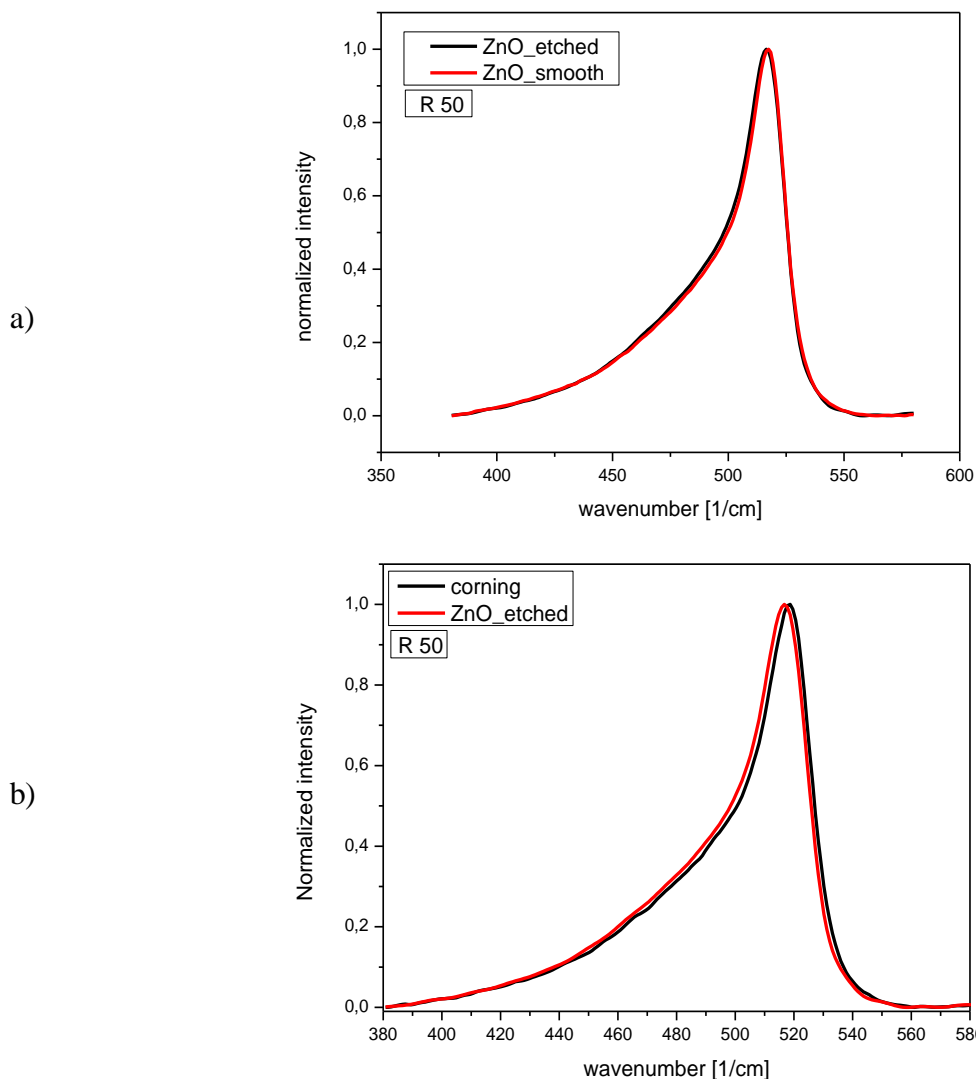 a)
ZnO_etched
ZnO_smooth
R 50
normalized intensity
1,0
0,8
0,6
0,4
0,2
0,0
350 400 450 500 550 600
wavenumber [1/cm]
b)
corning
ZnO_etched
R 50
Normalized intensity
1,0
0,8
0,6
0,4
0,2
0,0
380 400 420 440 460 480 500 520 540 560 580
wavenumber [1/cm]